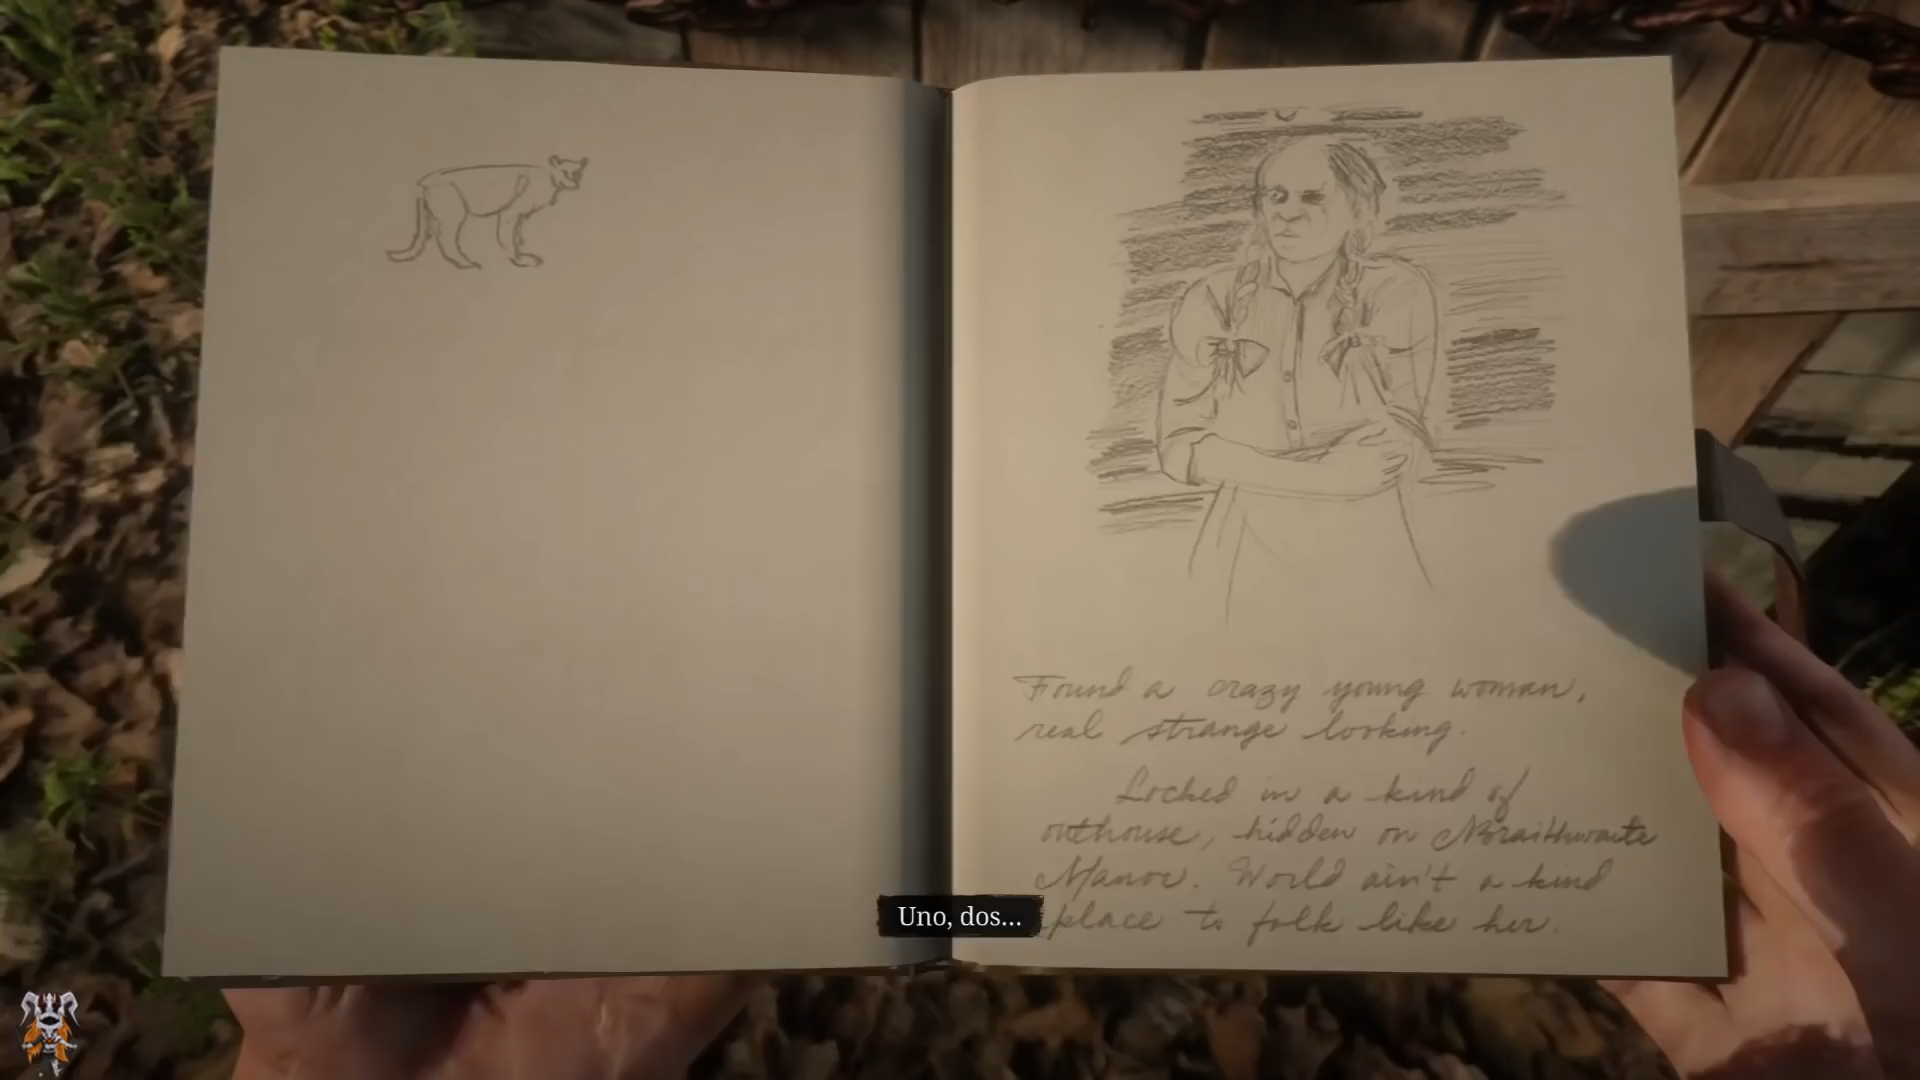 Found a crazy young woman,
real strange looking.
Locked in a kind of
outhouse, hidden on Braithwaite
Manor. World ain't a kind
place to folk like her.
Uno, dos...